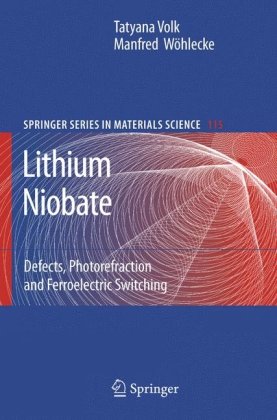 Tatyana Volk
Manfred Wöhlecke
SPRINGER SERIES IN MATERIALS SCIENCE 115
Lithium
Niobate
Defects, Photorefraction
and Ferroelectric Switching
Springer